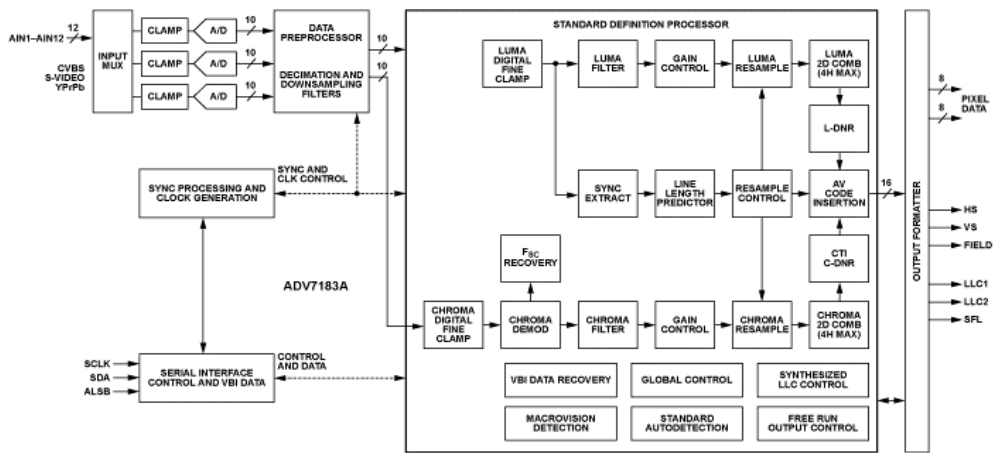 AIN1–AIN12
12
CVBS
S-VIDEO
YPrPb
INPUT
MUX
CLAMP
A/D
10
CLAMP
A/D
10
CLAMP
A/D
10
DATA
PREPROCESSOR
DECIMATION AND
DOWNSAMPLING
FILTERS
10
10
SYNC PROCESSING AND
CLOCK GENERATION
SYNC AND
CLK CONTROL
ADV7183A
SCLK
SDA
ALSB
SERIAL INTERFACE
CONTROL AND VBI DATA
CONTROL
AND DATA
STANDARD DEFINITION PROCESSOR
LUMA
DIGITAL
FINE
CLAMP
LUMA
FILTER
GAIN
CONTROL
LUMA
RESAMPLE
LUMA
2D COMB
(4H MAX)
L-DNR
SYNC
EXTRACT
LINE
LENGTH
PREDICTOR
RESAMPLE
CONTROL
AV
CODE
INSERTION
16
FSC
RECOVERY
CTI
C-DNR
CHROMA
DIGITAL
FINE
CLAMP
CHROMA
DEMOD
CHROMA
FILTER
GAIN
CONTROL
CHROMA
RESAMPLE
CHROMA
2D COMB
(4H MAX)
VBI DATA RECOVERY
GLOBAL CONTROL
SYNTHESIZED
LLC CONTROL
MACROVISION
DETECTION
STANDARD
AUTODETECTION
FREE RUN
OUTPUT CONTROL
OUTPUT FORMATTER
8
8
PIXEL
DATA
HS
VS
FIELD
LLC1
LLC2
SFL